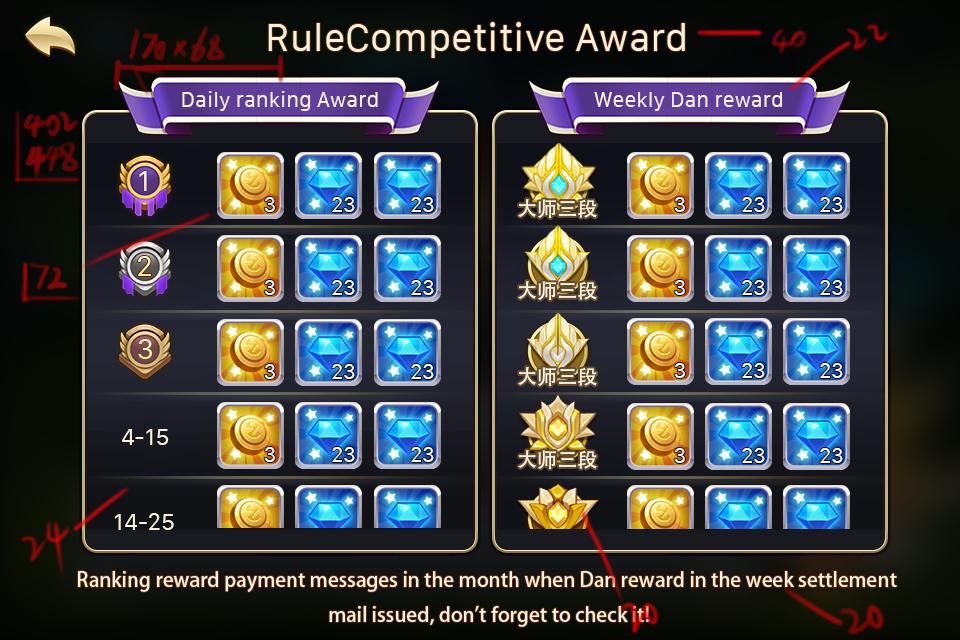 RuleCompetitive Award
40
22
170×68
Daily ranking Award
Weekly Dan reward
402
448
1
3 23 23
大师三段
3 23 23
72
2
3 23 23
大师三段
3 23 23
3
3 23 23
大师三段
3 23 23
4-15
3 23 23
大师三段
3 23 23
14-25
24
Ranking reward payment messages in the month when Dan reward in the week settlement
mail issued, don't forget to check it!
20
20